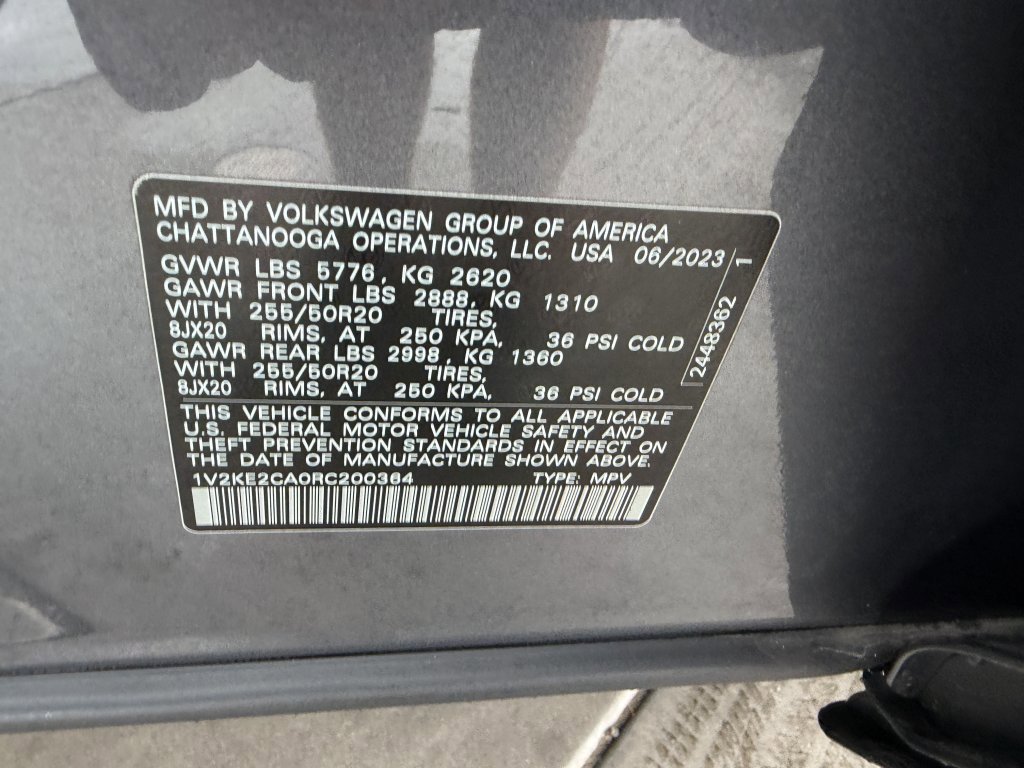 MFD BY VOLKSWAGEN GROUP OF AMERICA
CHATTANOOGA OPERATIONS, LLC. USA 06/2023
GVWR LBS 5776, KG 2620
GAWR FRONT LBS 2888, KG 1310
WITH 255/50R20 TIRES,
8JX20 RIMS, AT 250 KPA, 36 PSI COLD
GAWR REAR LBS 2998, KG 1360
WITH 255/50R20 TIRES,
8JX20 RIMS, AT 250 KPA, 36 PSI COLD
2448362 1
THIS VEHICLE CONFORMS TO ALL APPLICABLE
U.S. FEDERAL MOTOR VEHICLE SAFETY AND
THEFT PREVENTION STANDARDS IN EFFECT ON
THE DATE OF MANUFACTURE SHOWN ABOVE.
1V2KE2CA0RC200364 TYPE: MPV